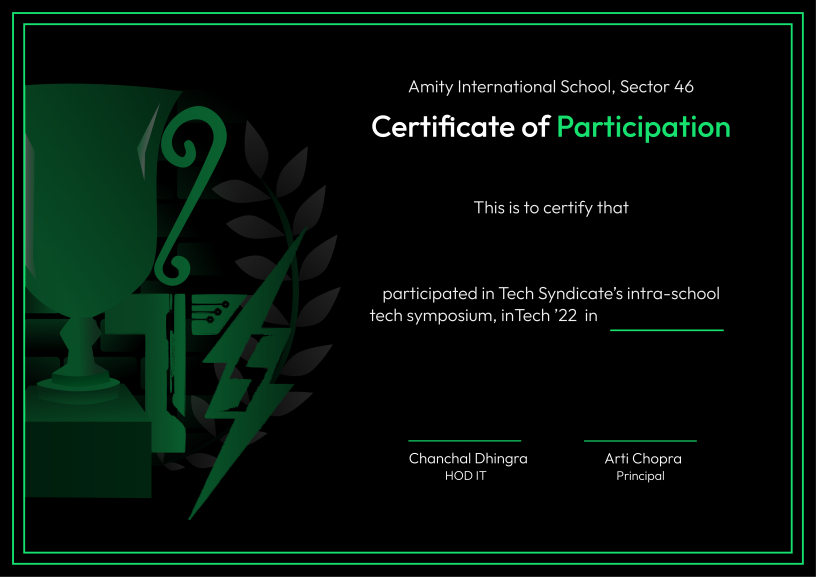 Amity International School, Sector 46
Certificate of Participation
This is to certify that
participated in Tech Syndicate’s intra-school
tech symposium, inTech ’22 in
Chanchal Dhingra
HOD IT
Arti Chopra
Principal